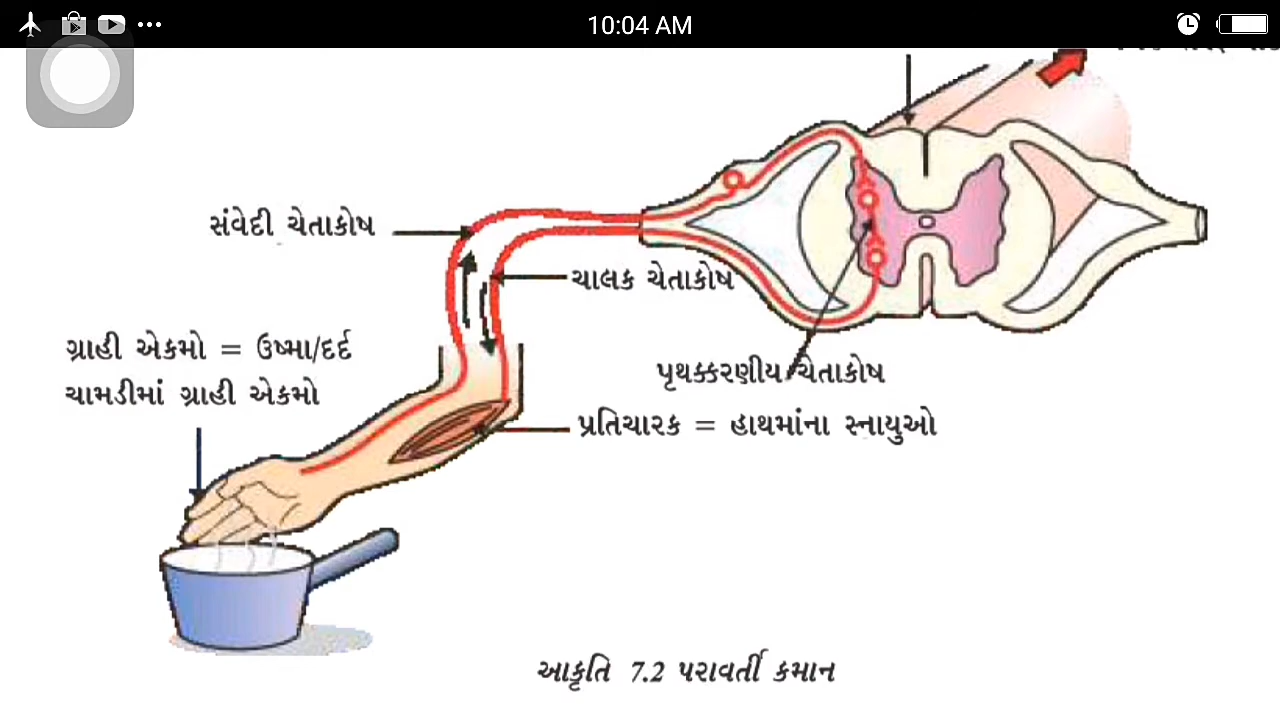 10:04 AM
સંવેદી ચેતાકોષ
ચાલક ચેતાકોષ
ગ્રાહી એકમો = ઉષ્મા/દર્દ
ચામડીમાં ગ્રાહી એકમો
પૃથક્કરણીય ચેતાકોષ
પ્રતિચારક = હાથમાંના સ્નાયુઓ
આકૃતિ 7.2 પરાવર્તી કમાન